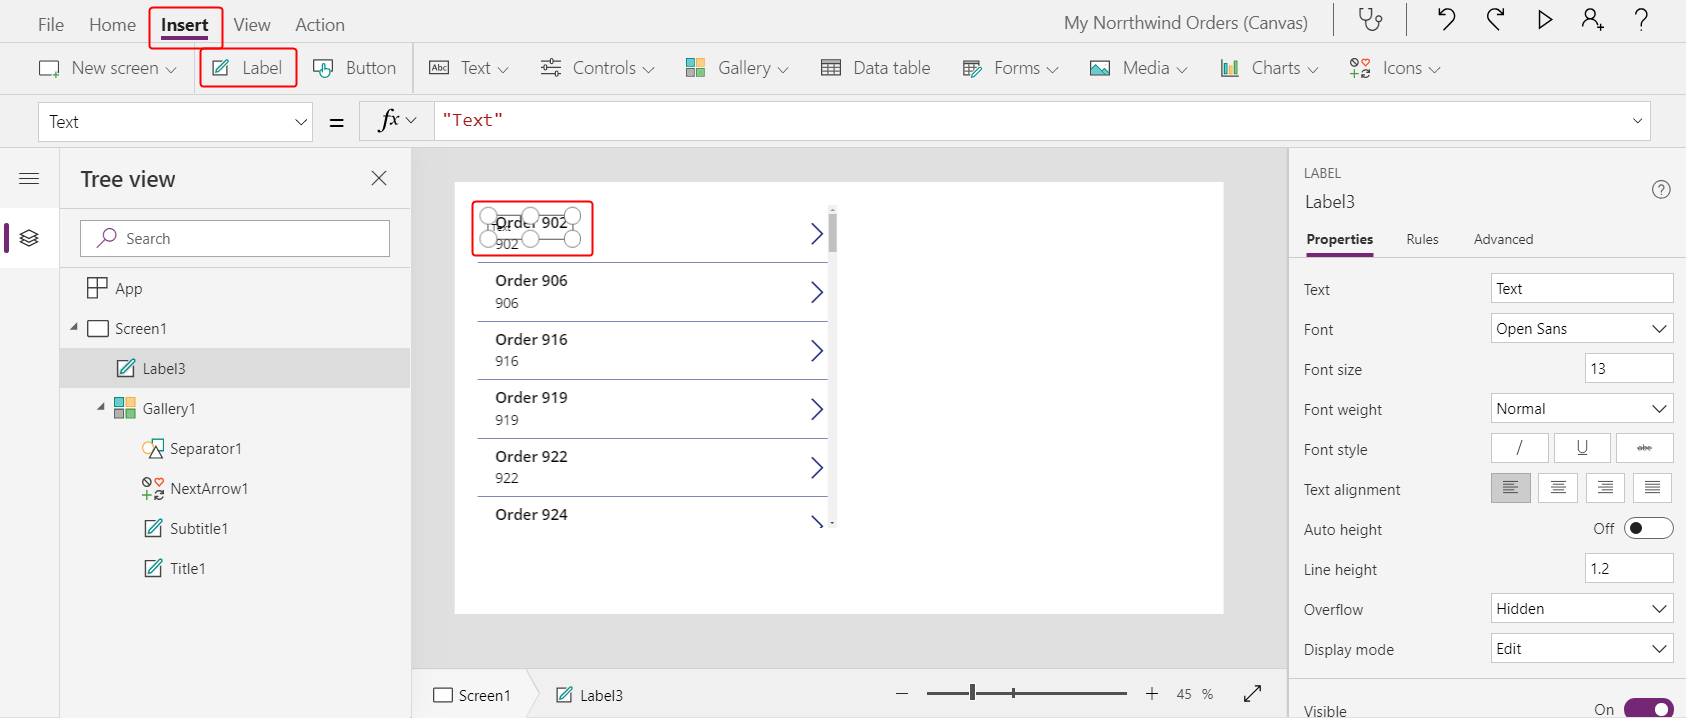 File Home Insert View Action My Norrthwind Orders (Canvas) ?
New screen Label Button Abc Text Controls Gallery Data table Forms Media Charts Icons
Text = fx "Text"
Tree view
Search
App
Screen1
Label3
Gallery1
Separator1
NextArrow1
Subtitle1
Title1
Order 902
Text
902
Order 906
906
Order 916
916
Order 919
919
Order 922
922
Order 924
Screen1 Label3 45 %
LABEL
Label3 ?
Properties Rules Advanced
Text Text
Font Open Sans
Font size 13
Font weight Normal
Font style / U abc
Text alignment
Auto height Off
Line height 1.2
Overflow Hidden
Display mode Edit
Visible On